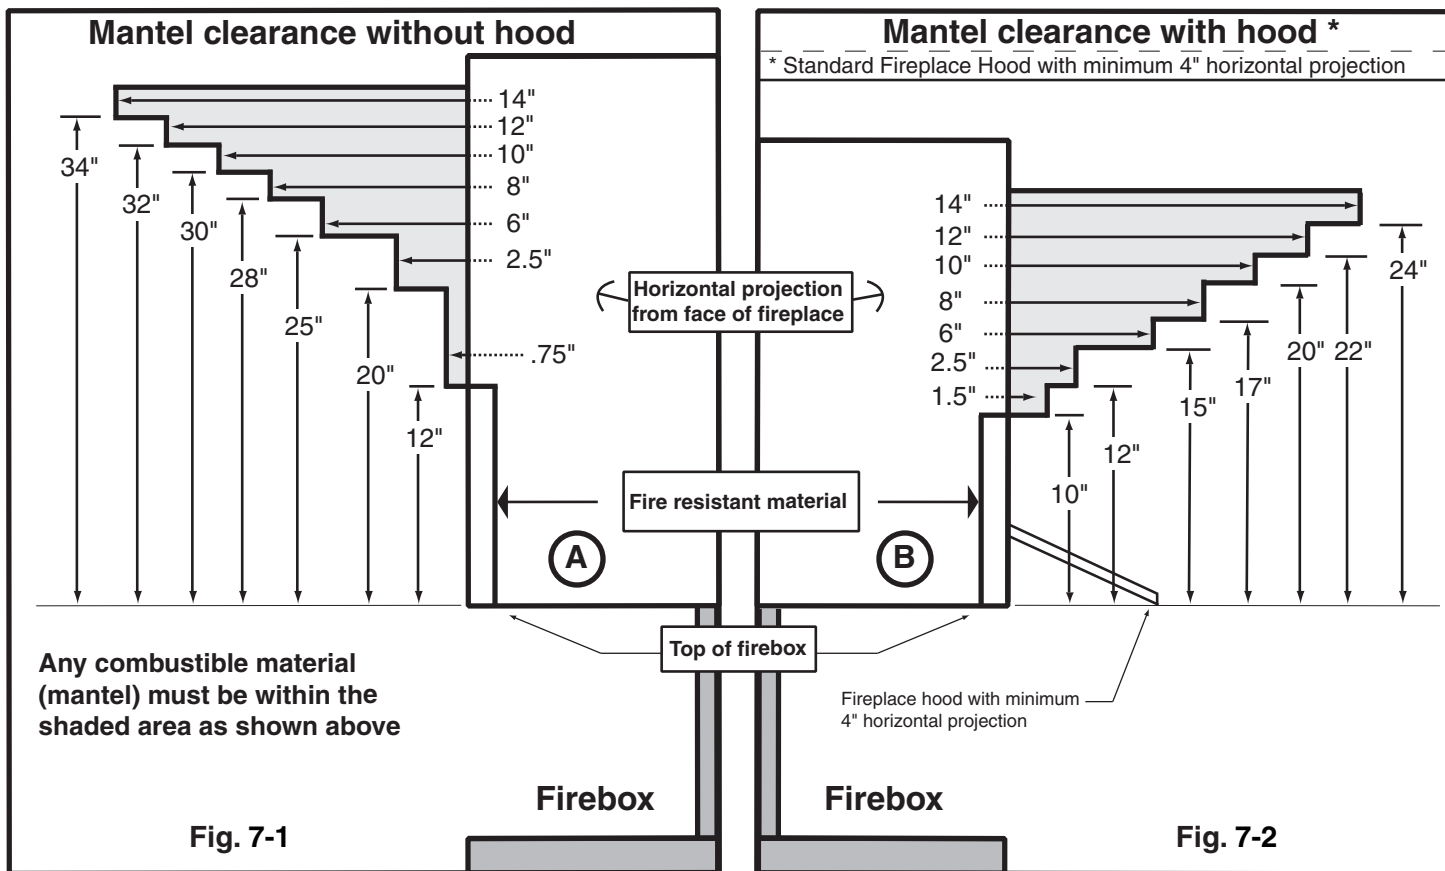 Mantel clearance without hood
14"
12"
10"
8"
6"
2.5"
.75"
34"
32"
30"
28"
25"
20"
12"
A
Any combustible material
(mantel) must be within the
shaded area as shown above
Firebox
Fig. 7-1
Horizontal projection
from face of fireplace
Fire resistant material
Top of firebox
Mantel clearance with hood *
* Standard Fireplace Hood with minimum 4" horizontal projection
14"
12"
10"
8"
6"
2.5"
1.5"
10"
12"
15"
17"
20"
22"
24"
B
Fireplace hood with minimum
4" horizontal projection
Firebox
Fig. 7-2